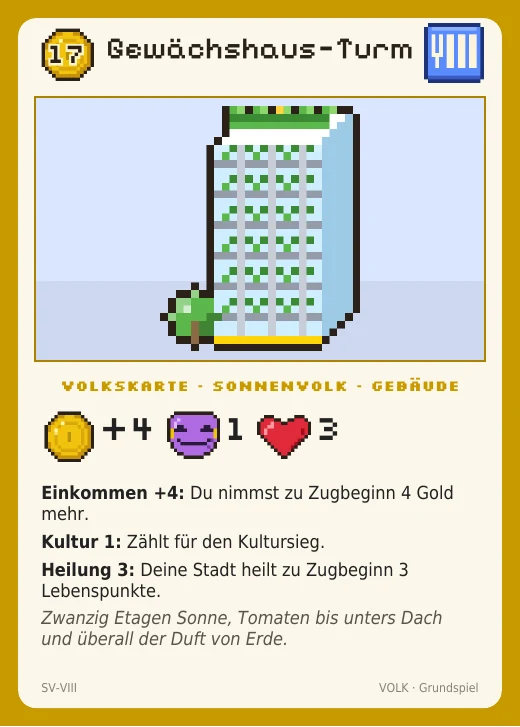 17 Gewächshaus-Turm VIII
VOLKSKARTE · SONNENVOLK · GEBÄUDE
+4 1 3
Einkommen +4: Du nimmst zu Zugbeginn 4 Gold
mehr.
Kultur 1: Zählt für den Kultursieg.
Heilung 3: Deine Stadt heilt zu Zugbeginn 3
Lebenspunkte.
Zwanzig Etagen Sonne, Tomaten bis unters Dach
und überall der Duft von Erde.
SV-VIII VOLK · Grundspiel